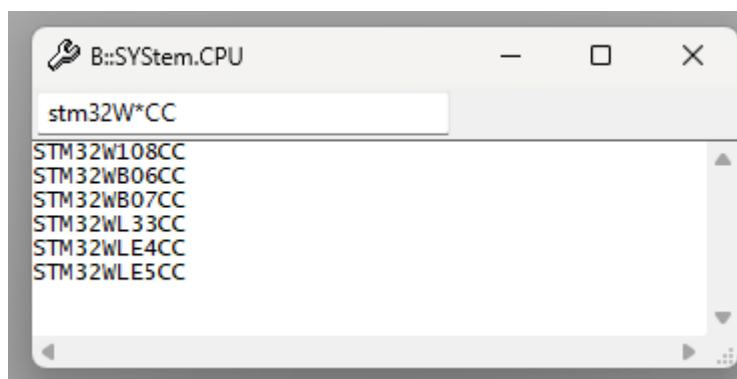 B::SYStem.CPU
stm32W*CC
STM32W108CC
STM32WB06CC
STM32WB07CC
STM32WL33CC
STM32WLE4CC
STM32WLE5CC